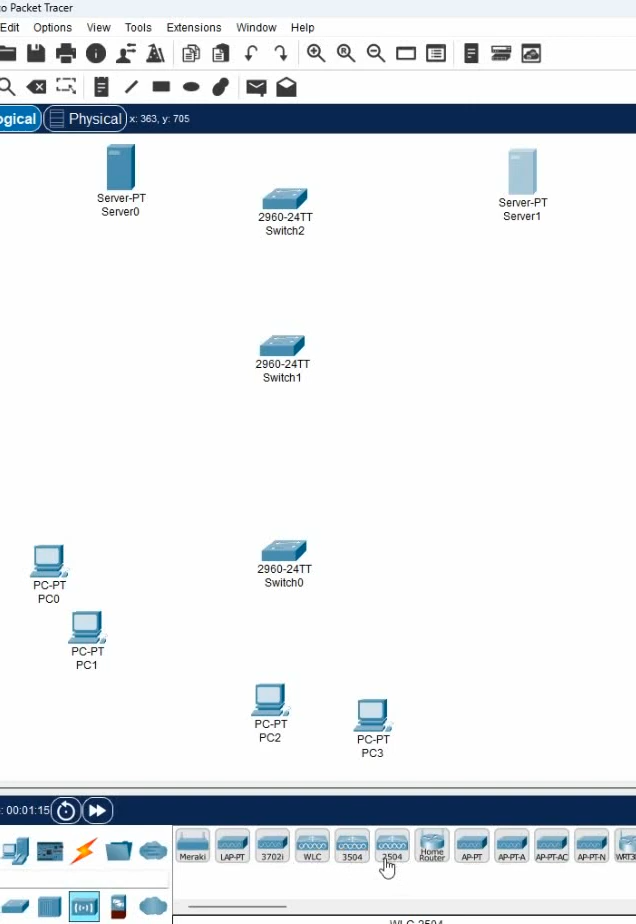 co Packet Tracer
Edit Options View Tools Extensions Window Help
ogical Physical x: 363, y: 705
Server-PT
Server0
2960-24TT
Switch2
Server-PT
Server1
2960-24TT
Switch1
2960-24TT
Switch0
PC-PT
PC0
PC-PT
PC1
PC-PT
PC2
PC-PT
PC3
: 00:01:15
Meraki LAP-PT 3702i WLC 3504 2504 Home Router AP-PT AP-PT-A AP-PT-AC AP-PT-N
WLC-2504